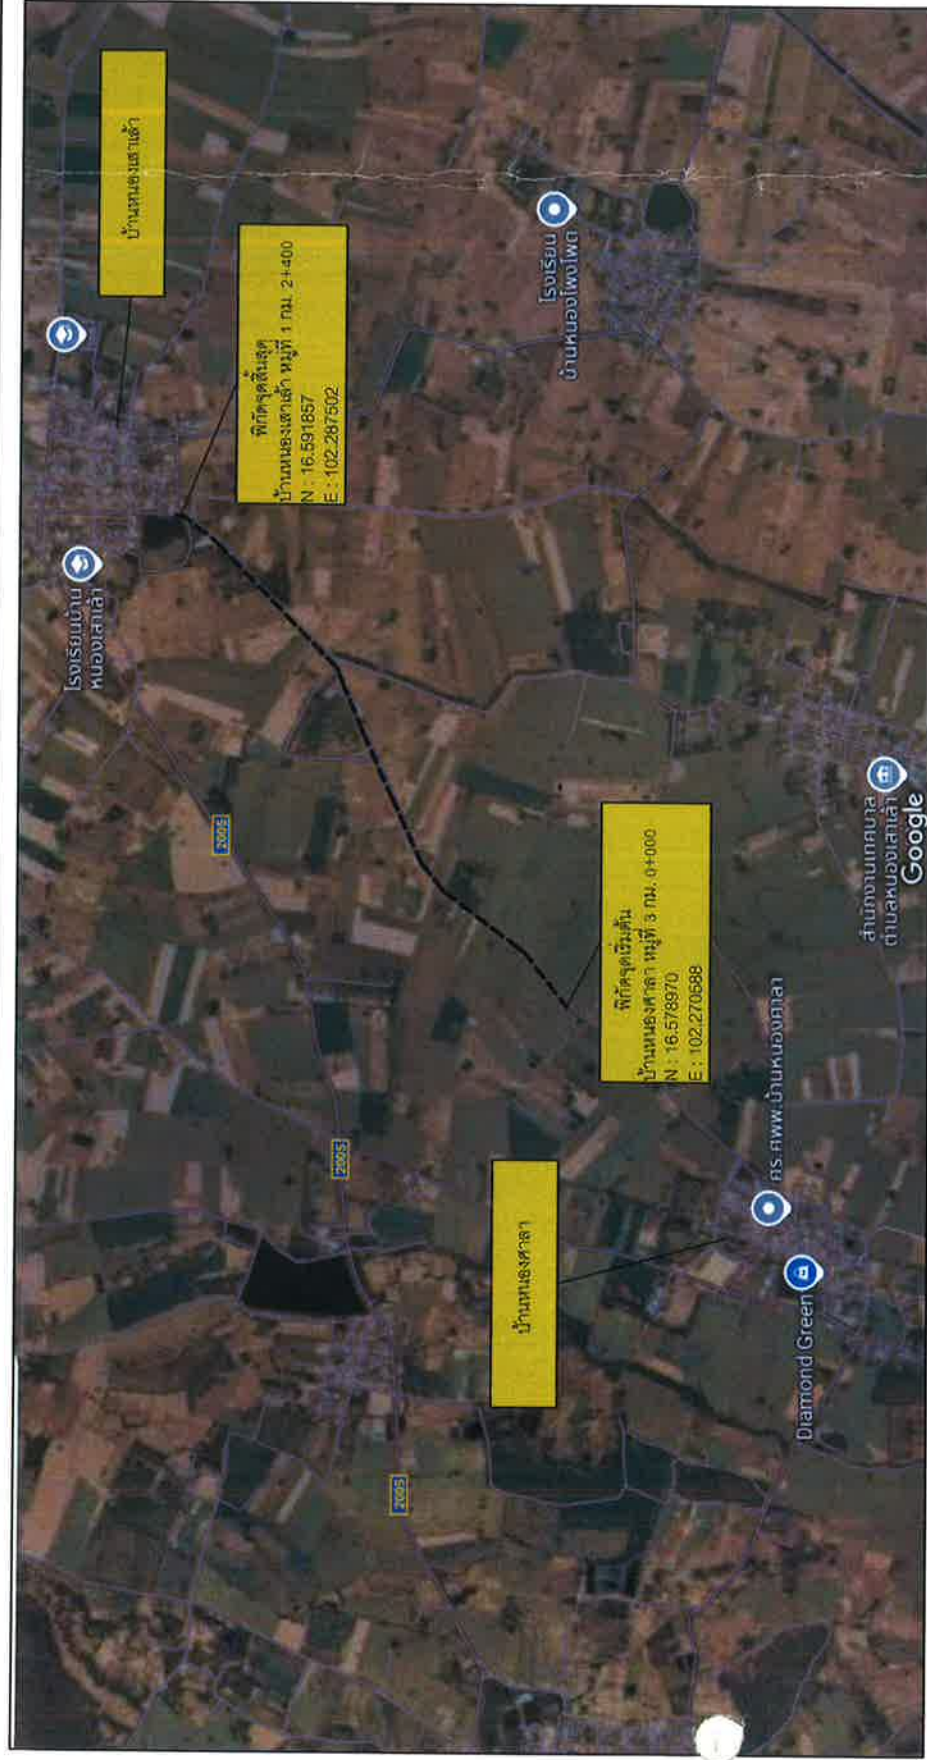 บ้านหนองเสาเล้า
โรงเรียนบ้าน
หนองเสาเล้า
พิกัดจุดสิ้นสุด
บ้านหนองเสาเล้า หมู่ที่ 1 กม. 2+400
N : 16.591857
E : 102.287502
2005
2005
2005
โรงเรียน
บ้านหนองโพงโพด
บ้านหนองศาลา
พิกัดจุดเริ่มต้น
บ้านหนองศาลา หมู่ที่ 3 กม. 0+000
N : 16.578970
E : 102.270588
ศร.ศพพ.บ้านหนองศาลา
Diamond Green
สำนักงานเทศบาล
ตำบลหนองเสาเล้า
Google